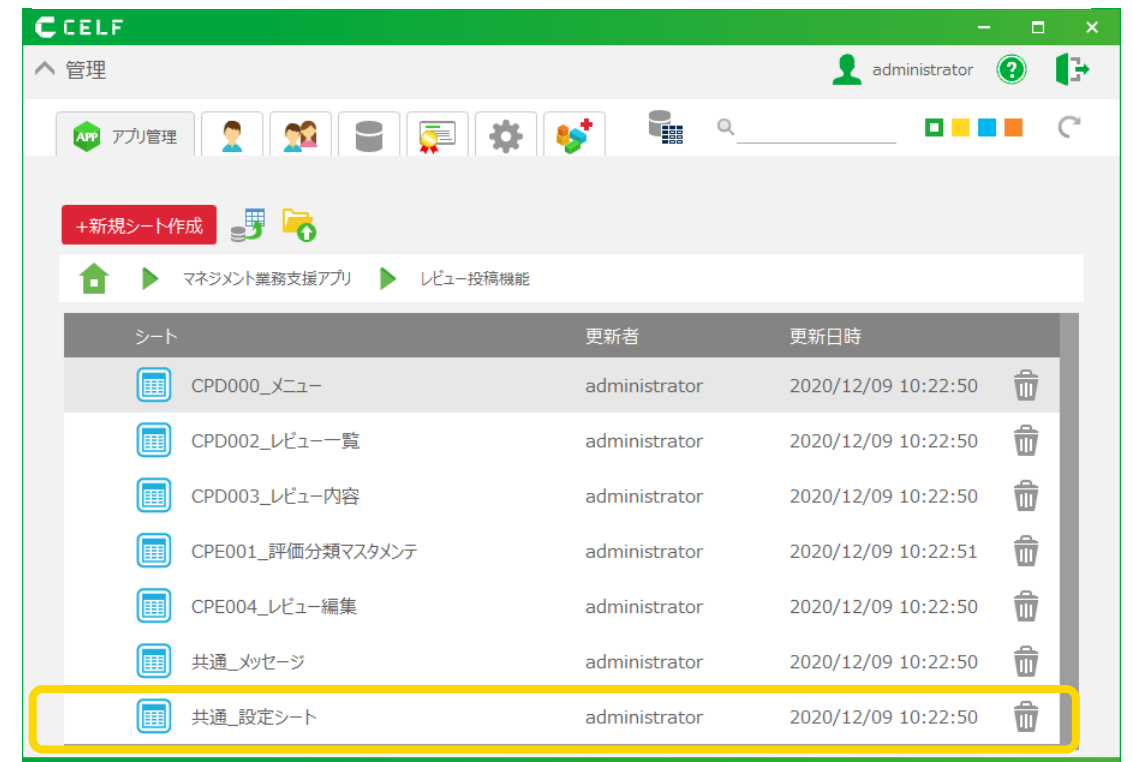 CELF
管理
administrator
?
APP アプリ管理
+新規シート作成
マネジメント業務支援アプリ レビュー投稿機能
シート 更新者 更新日時
CPD000_メニュー administrator 2020/12/09 10:22:50
CPD002_レビュー一覧 administrator 2020/12/09 10:22:50
CPD003_レビュー内容 administrator 2020/12/09 10:22:50
CPE001_評価分類マスタメンテ administrator 2020/12/09 10:22:51
CPE004_レビュー編集 administrator 2020/12/09 10:22:50
共通_メッセージ administrator 2020/12/09 10:22:50
共通_設定シート administrator 2020/12/09 10:22:50